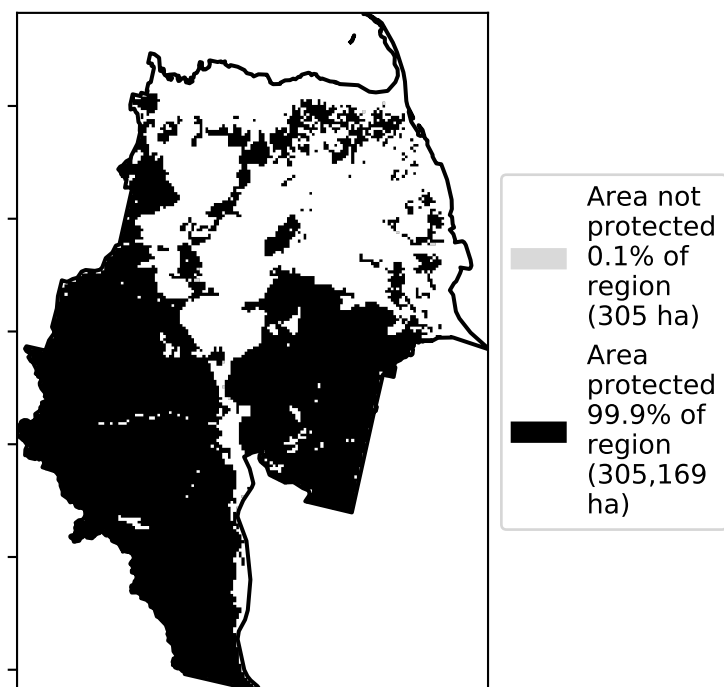 Area not
protected
0.1% of
region
(305 ha)
Area
protected
99.9% of
region
(305,169
ha)